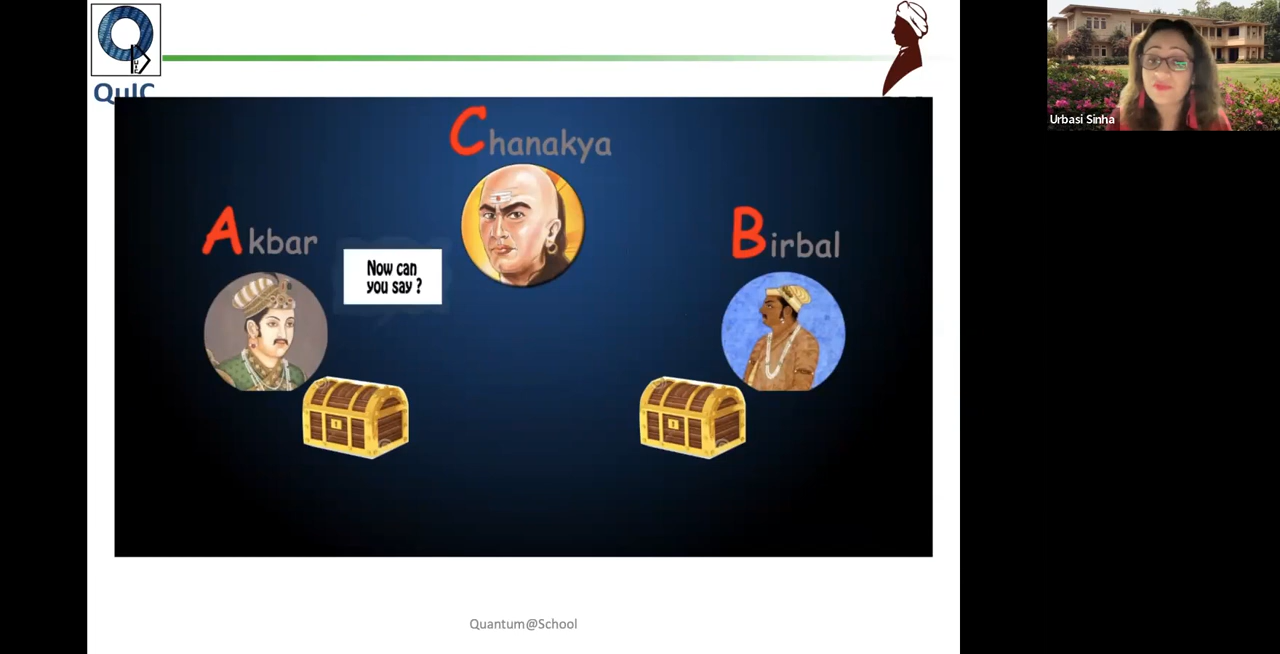 QuIC
Chanakya
Akbar
Birbal
Now can
you say ?
Urbasi Sinha
Quantum@School